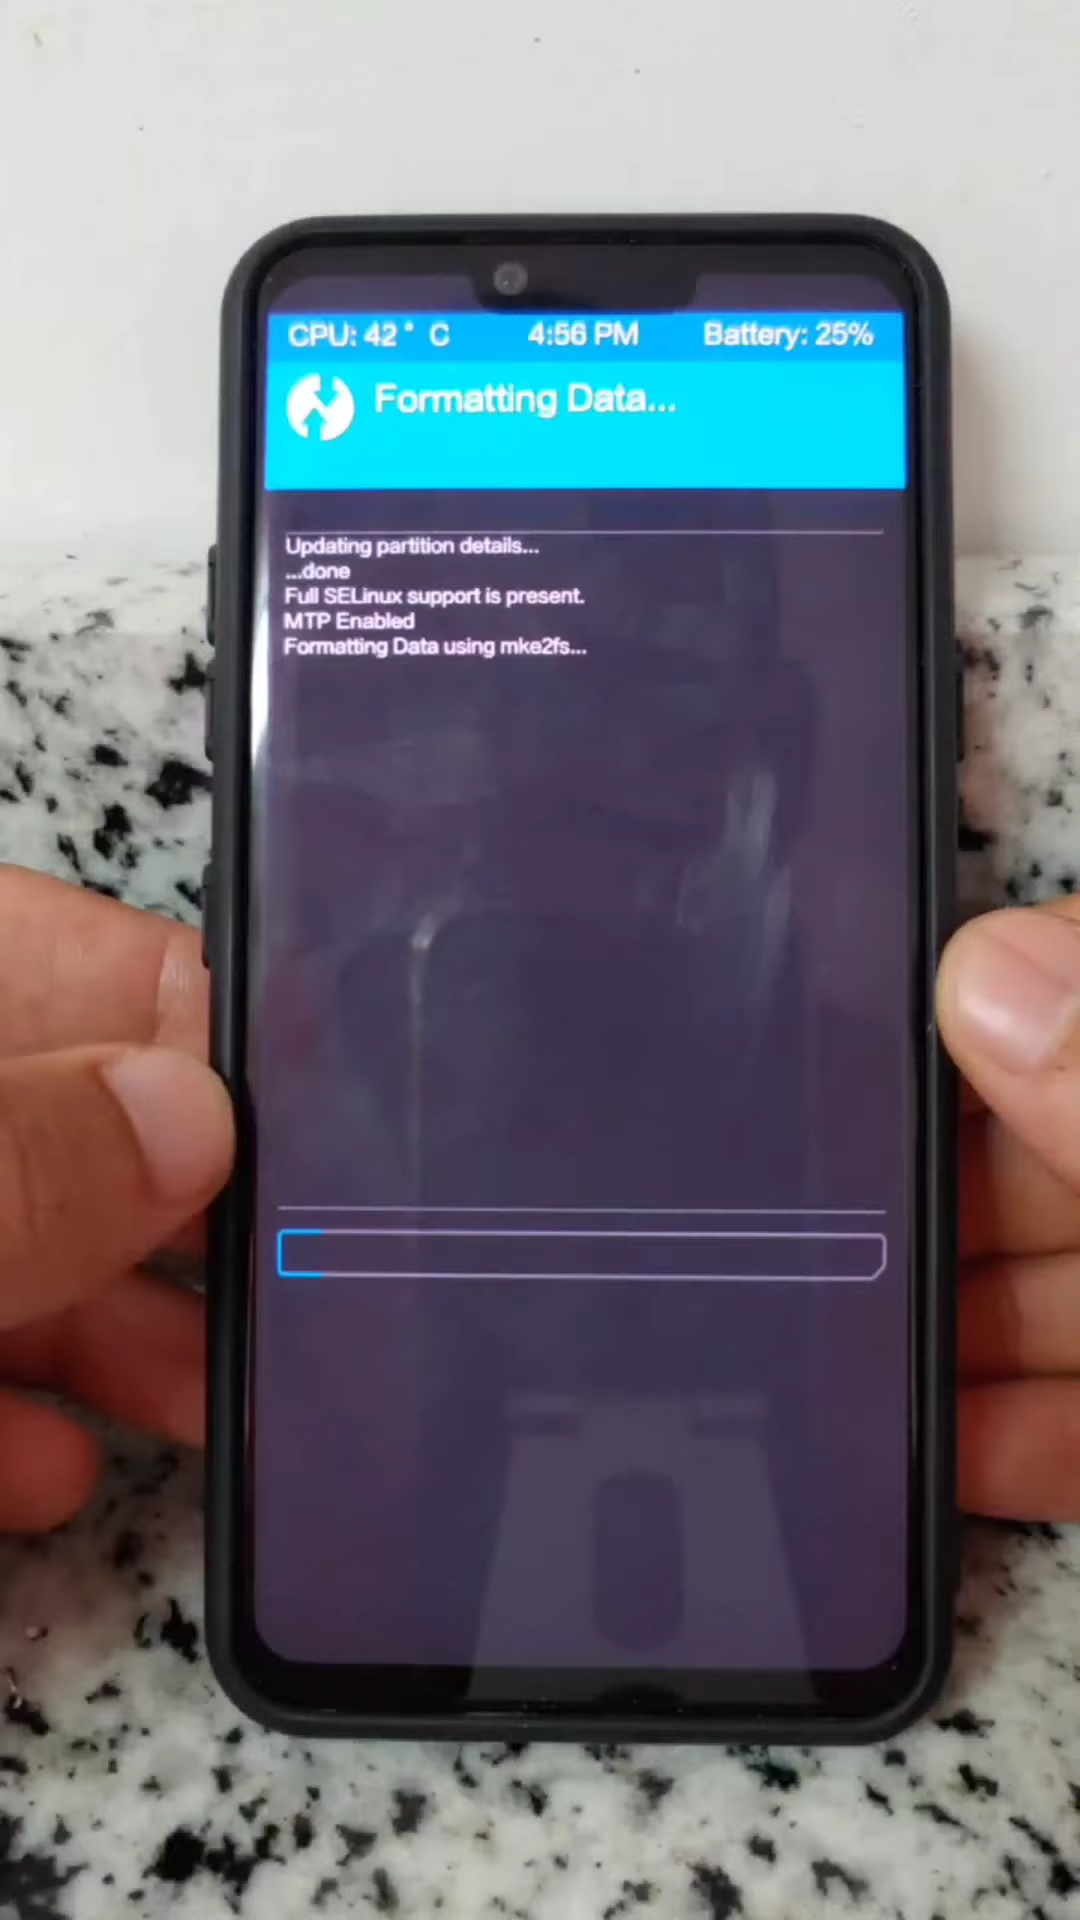 CPU: 42° C 4:56 PM Battery: 25%
Formatting Data...
Updating partition details...
...done
Full SELinux support is present.
MTP Enabled
Formatting Data using mke2fs...